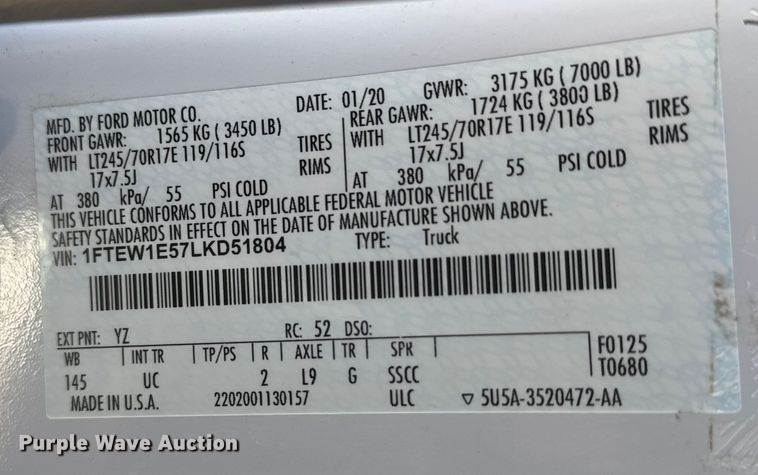 MFD. BY FORD MOTOR CO. DATE: 01/20 GVWR: 3175 KG ( 7000 LB)
FRONT GAWR: 1565 KG ( 3450 LB) REAR GAWR: 1724 KG ( 3800 LB)
WITH LT245/70R17E 119/116S TIRES WITH LT245/70R17E 119/116S TIRES
17x7.5J RIMS 17x7.5J RIMS
AT 380 kPa/ 55 PSI COLD AT 380 kPa/ 55 PSI COLD
THIS VEHICLE CONFORMS TO ALL APPLICABLE FEDERAL MOTOR VEHICLE
SAFETY STANDARDS IN EFFECT ON THE DATE OF MANUFACTURE SHOWN ABOVE.
VIN: 1FTEW1E57LKD51804 TYPE: Truck
EXT PNT: YZ RC: 52 DSO: F0125
WB INT TR TP/PS R AXLE TR SPR T0680
145 UC 2 L9 G SSCC
MADE IN U.S.A. 2202001130157 ULC ▽ 5U5A-3520472-AA
Purple Wave Auction